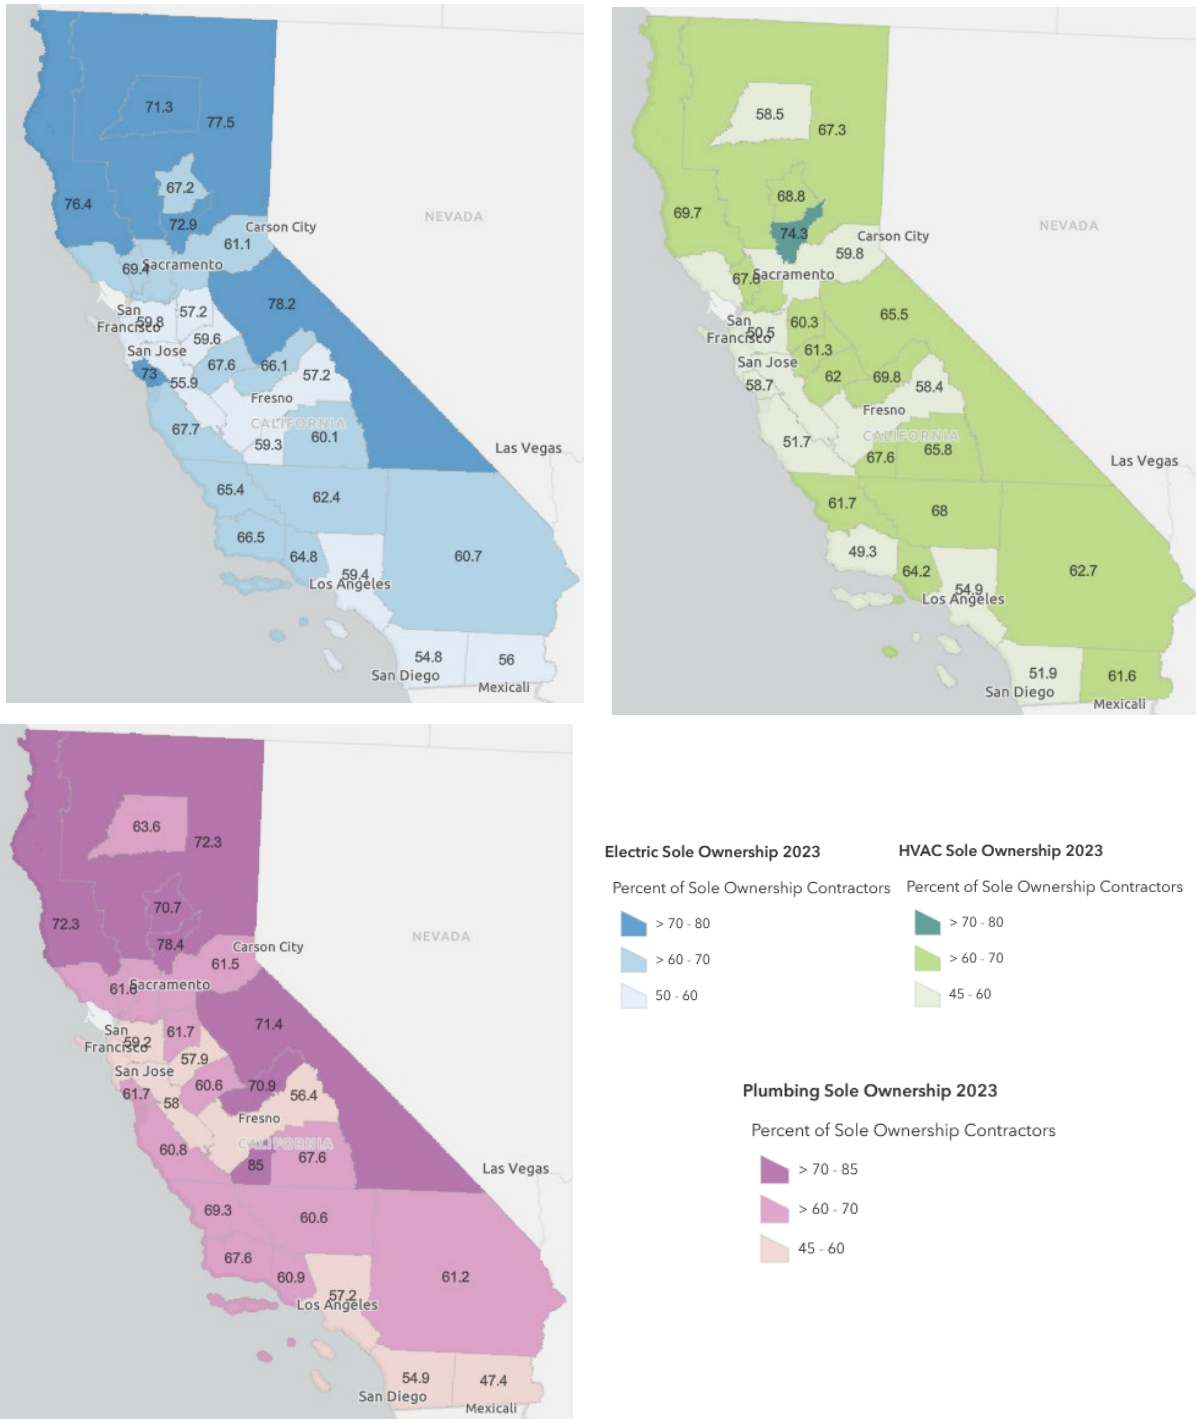 71.3
77.5
67.2
76.4
72.9
NEVADA
Carson City
61.1
69.4
Sacramento
78.2
57.2
San
Francisco
59.8
59.6
San Jose
67.6
66.1
73
55.9
57.2
Fresno
CALIFORNIA
67.7
59.3
60.1
Las Vegas
65.4
62.4
66.5
64.8
60.7
59.4
Los Angeles
54.8
56
San Diego
Mexicali
58.5
67.3
68.8
69.7
74.3
NEVADA
Carson City
59.8
67.8
Sacramento
65.5
San
Francisco
50.5
60.3
61.3
San Jose
62
69.8
58.7
58.4
Fresno
CALIFORNIA
51.7
67.6
65.8
Las Vegas
61.7
68
49.3
64.2
62.7
54.9
Los Angeles
51.9
61.6
San Diego
Mexicali
63.6
72.3
70.7
72.3
78.4
NEVADA
Carson City
61.5
Sacramento
71.4
San
Francisco
59.2
61.7
57.9
San Jose
60.6
70.9
61.7
58
56.4
Fresno
CALIFORNIA
60.8
85
67.6
Las Vegas
69.3
60.6
67.6
60.9
61.2
57.2
Los Angeles
54.9
47.4
San Diego
Mexicali
Electric Sole Ownership 2023
Percent of Sole Ownership Contractors
> 70 - 80
> 60 - 70
50 - 60
HVAC Sole Ownership 2023
Percent of Sole Ownership Contractors
> 70 - 80
> 60 - 70
45 - 60
Plumbing Sole Ownership 2023
Percent of Sole Ownership Contractors
> 70 - 85
> 60 - 70
45 - 60